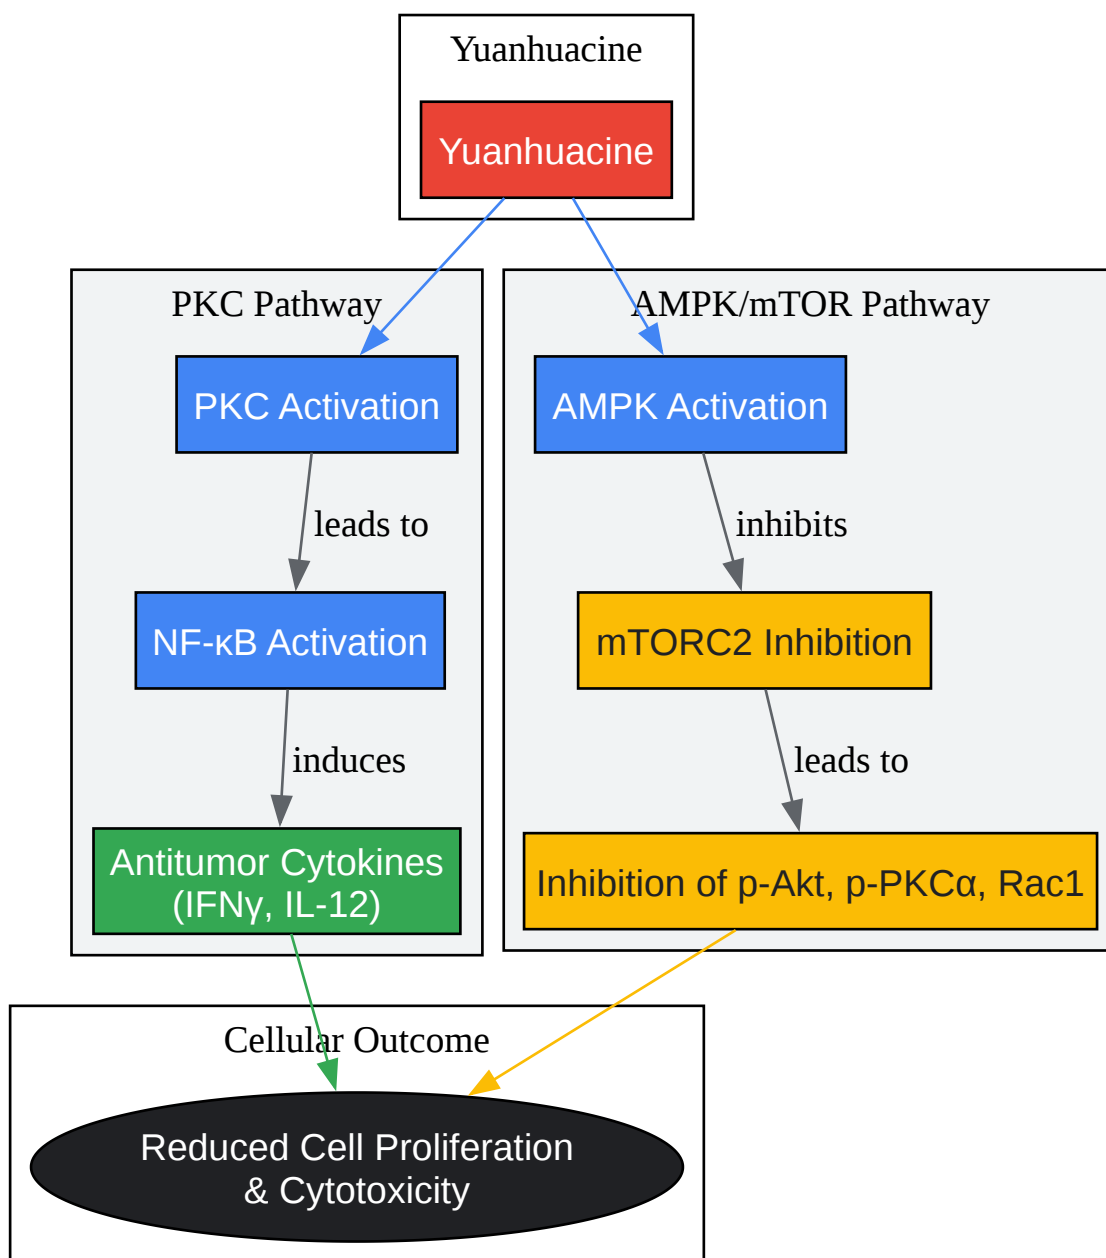 Yuanhuacine
Yuanhuacine
PKC Pathway
PKC Activation
leads to
NF-κB Activation
induces
Antitumor Cytokines
(IFNγ, IL-12)
AMPK/mTOR Pathway
AMPK Activation
inhibits
mTORC2 Inhibition
leads to
Inhibition of p-Akt, p-PKCα, Rac1
Cellular Outcome
Reduced Cell Proliferation
& Cytotoxicity